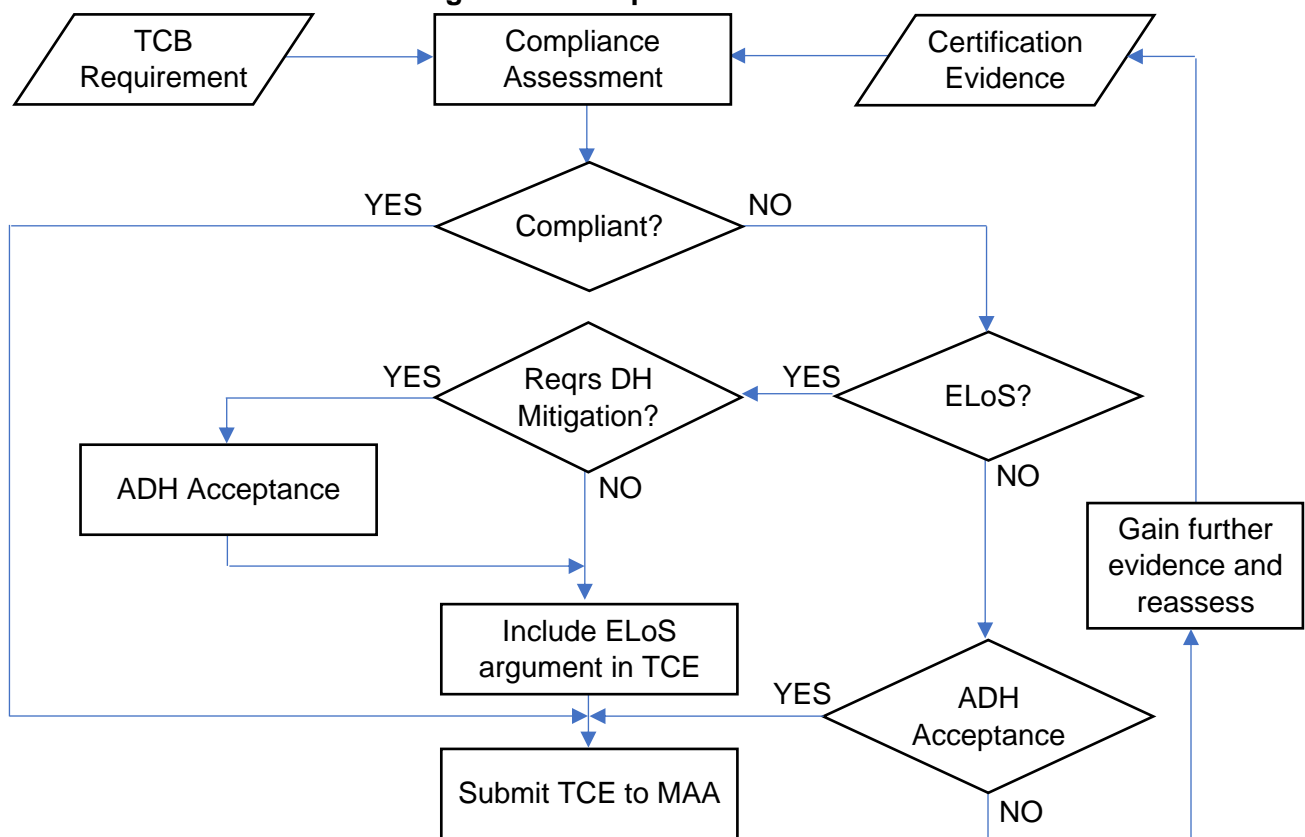 TCB
Requirement
Compliance
Assessment
Certification
Evidence
YES
NO
Compliant?
YES
Reqrs DH
Mitigation?
YES
ELoS?
ADH Acceptance
NO
NO
Gain further
evidence and
reassess
Include ELoS
argument in TCE
YES
ADH
Acceptance
Submit TCE to MAA
NO